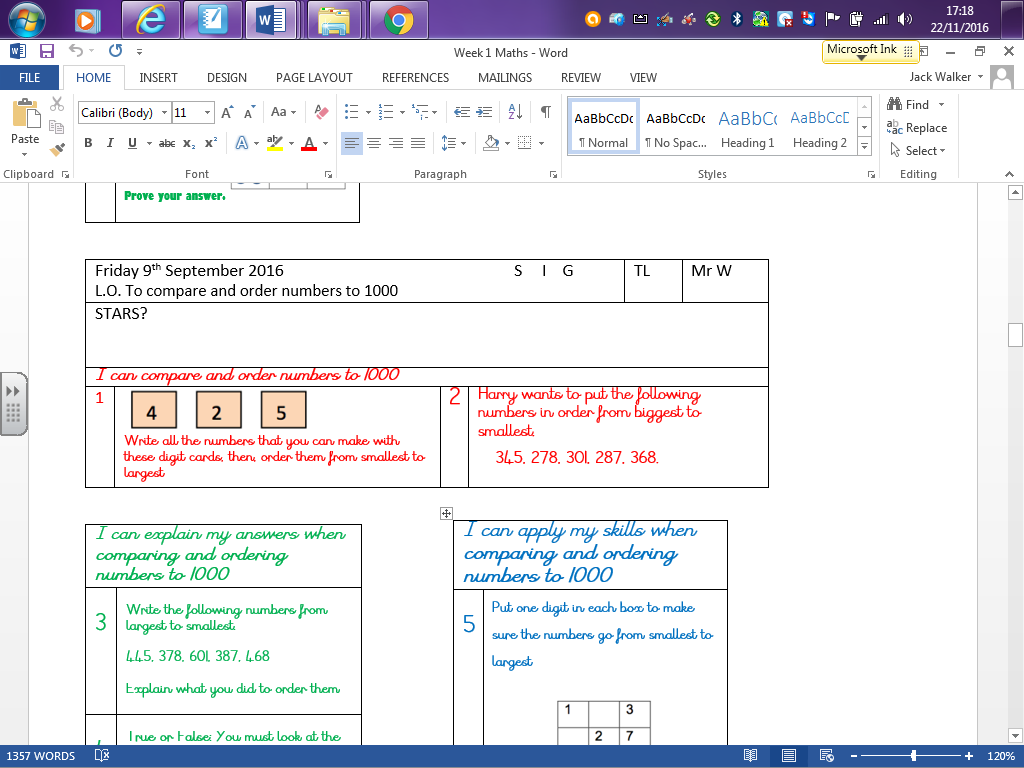 17:18
22/11/2016
Week 1 Maths - Word
Microsoft Ink
FILE HOME INSERT DESIGN PAGE LAYOUT REFERENCES MAILINGS REVIEW VIEW
Jack Walker
Paste
Calibri (Body) 11
Find
Replace
Select
AaBbCcDc AaBbCcDc AaBbCc AaBbCcD
¶ Normal ¶ No Spac... Heading 1 Heading 2
Clipboard Font Paragraph Styles Editing
Prove your answer.
Friday 9th September 2016 S I G TL Mr W
L.O. To compare and order numbers to 1000
STARS?
I can compare and order numbers to 1000
1
4 2 5
Write all the numbers that you can make with
these digit cards, then, order them from smallest to
largest
2
Harry wants to put the following
numbers in order from biggest to
smallest.
345, 278, 301, 287, 368.
I can explain my answers when
comparing and ordering
numbers to 1000
3
Write the following numbers from
largest to smallest.
445, 378, 601, 387, 468
Explain what you did to order them
True or False: You must look at the
I can apply my skills when
comparing and ordering
numbers to 1000
5
Put one digit in each box to make
sure the numbers go from smallest to
largest
1 3
2 7
1357 WORDS
120%